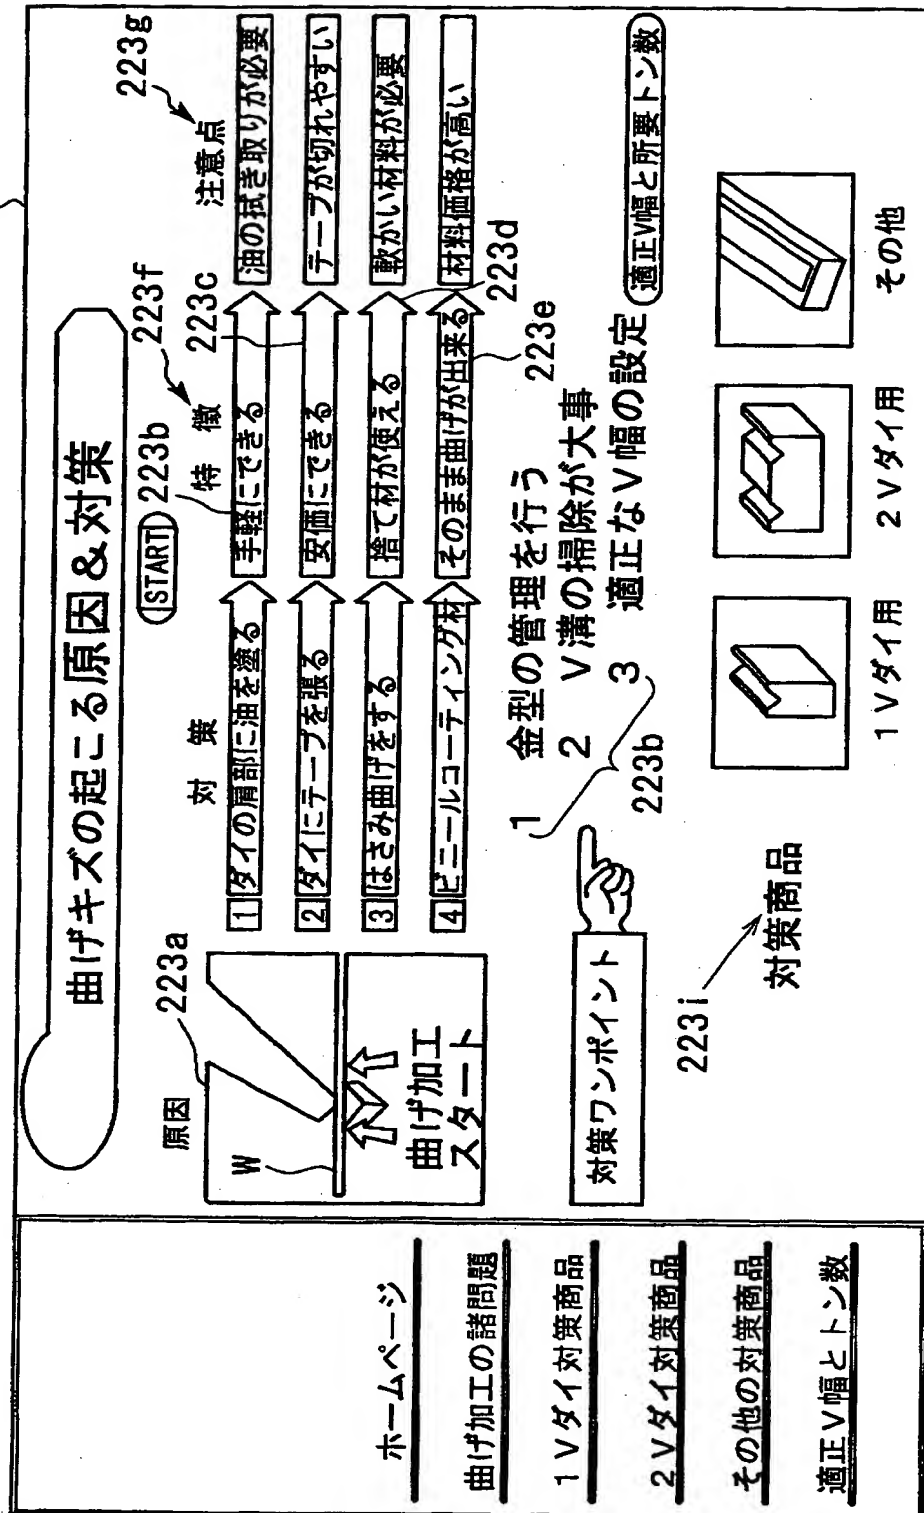 ホームページ
曲げ加工の諸問題
1Vダイ対策商品
2Vダイ対策商品
その他の対策商品
適正V幅とトン数
曲げキズの起こる原因&対策
START
原因
223a
W
曲げ加工
スタート
対策
特徴
注意点
223b
223f
223g
1 ダイの肩部に油を塗る 手軽にできる 油の拭き取りが必要
2 ダイにテープを張る 安価にできる テープが切れやすい
223c
3 はさみ曲げをする 捨て材が使える 軟かい材料が必要
223d
4 ビニールコーティング材 そのまま曲げが出来る 材料価格が高い
223e
対策ワンポイント
1 金型の管理を行う
2 V溝の掃除が大事
3 適正なV幅の設定
適正V幅と所要トン数
223b
223i
対策商品
1Vダイ用
2Vダイ用
その他